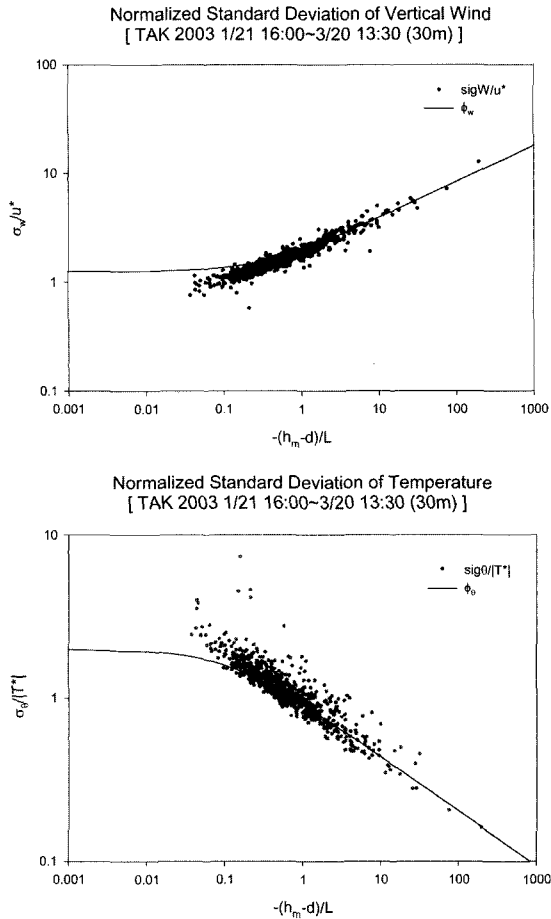 Normalized Standard Deviation of Vertical Wind
[ TAK 2003 1/21 16:00~3/20 13:30 (30m) ]
100
10
1
0.1
σw/u*
sigW/u*
ϕw
0.001
0.01
0.1
1
10
100
1000
-(hm-d)/L
Normalized Standard Deviation of Temperature
[ TAK 2003 1/21 16:00~3/20 13:30 (30m) ]
10
1
0.1
σθ/|T*|
sigθ/|T*|
ϕθ
0.001
0.01
0.1
1
10
100
1000
-(hm-d)/L